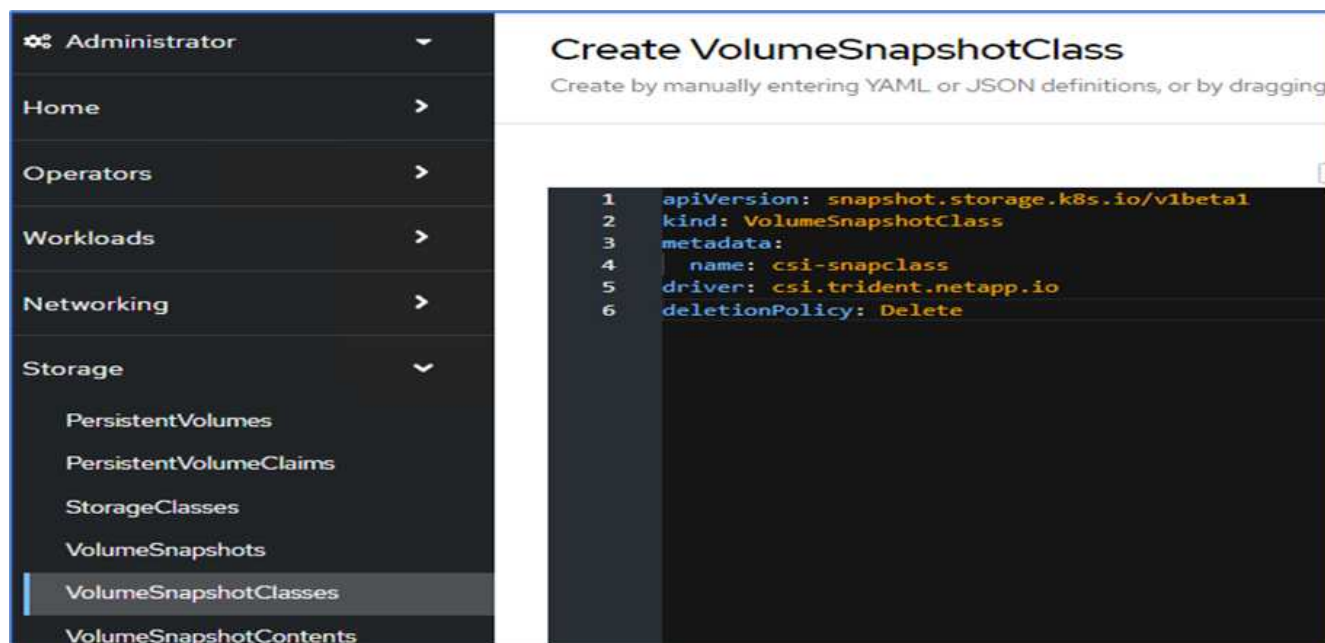 Administrator
Home
Operators
Workloads
Networking
Storage
PersistentVolumes
PersistentVolumeClaims
StorageClasses
VolumeSnapshots
VolumeSnapshotClasses
VolumeSnapshotContents
Create VolumeSnapshotClass
Create by manually entering YAML or JSON definitions, or by dragging
1 apiVersion: snapshot.storage.k8s.io/v1beta1
2 kind: VolumeSnapshotClass
3 metadata:
4   name: csi-snapclass
5 driver: csi.trident.netapp.io
6 deletionPolicy: Delete